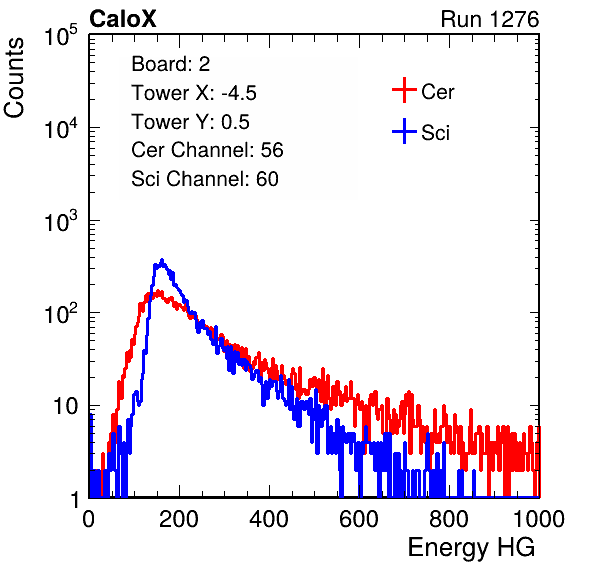 CaloX Run 1276
Counts
Board: 2
Tower X: -4.5
Tower Y: 0.5
Cer Channel: 56
Sci Channel: 60
Cer
Sci
10^5
10^4
10^3
10^2
10
1
0 200 400 600 800 1000
Energy HG